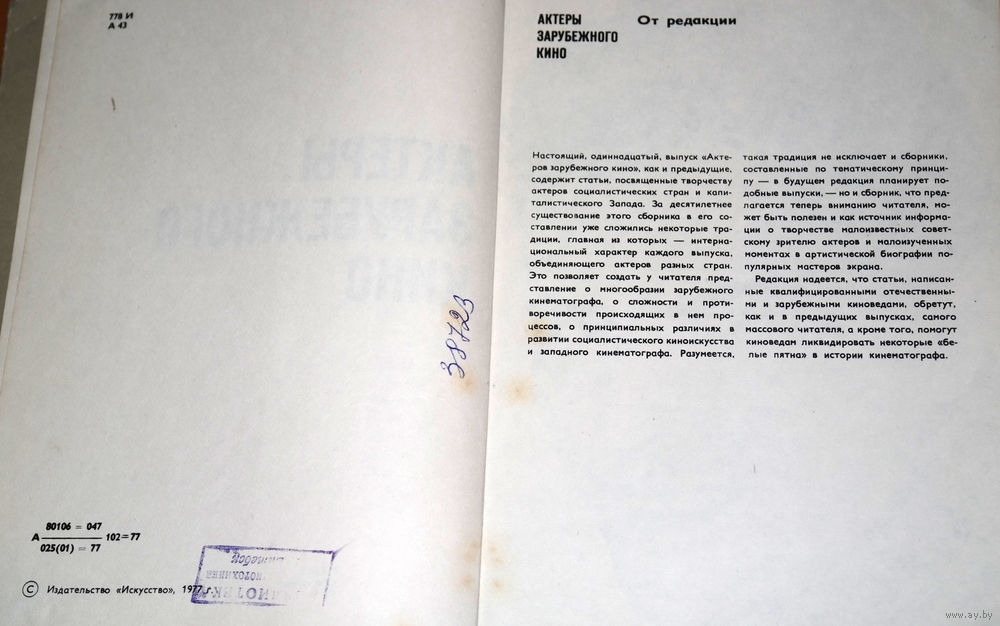 778 И
А 43
38723
80106 = 047
А 102=77
025(01) = 77
© Издательство «Искусство», 1977 г.
АКТЕРЫ
ЗАРУБЕЖНОГО
КИНО
От редакции
Настоящий, одиннадцатый, выпуск «Акте-
ров зарубежного кино», как и предыдущие,
содержит статьи, посвященные творчеству
актеров социалистических стран и капи-
талистического Запада. За десятилетнее
существование этого сборника в его со-
ставлении уже сложились некоторые тра-
диции, главная из которых — интерна-
циональный характер каждого выпуска,
объединяющего актеров разных стран.
Это позволяет создать у читателя пред-
ставление о многообразии зарубежного
кинематографа, о сложности и проти-
воречивости происходящих в нем про-
цессов, о принципиальных различиях в
развитии социалистического киноискусства
и западного кинематографа. Разумеется,
такая традиция не исключает и сборники,
составленные по тематическому принци-
пу — в будущем редакция планирует по-
добные выпуски, — но и сборник, что пред-
лагается теперь вниманию читателя, мо-
жет быть полезен и как источник информа-
ции о творчестве малоизвестных совет-
скому зрителю актеров и малоизученных
моментах в артистической биографии по-
пулярных мастеров экрана.
Редакция надеется, что статьи, написан-
ные квалифицированными отечественны-
ми и зарубежными киноведами, обретут,
как и в предыдущих выпусках, самого
массового читателя, а кроме того, помогут
киноведам ликвидировать некоторые «бе-
лые пятна» в истории кинематографа.
www.ay.by